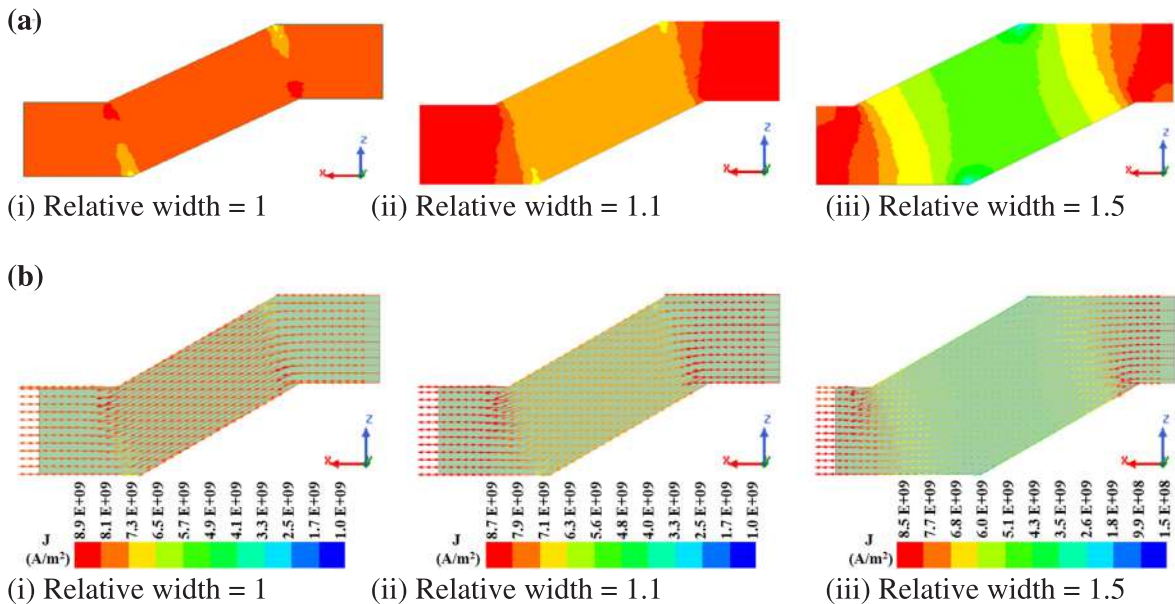 (a)
z
x
Y
z
x
Y
z
x
Y
(i) Relative width = 1
(ii) Relative width = 1.1
(iii) Relative width = 1.5
(b)
z
x
Y
z
x
Y
z
x
Y
8.9 E+09 8.1 E+09 7.3 E+09 6.5 E+09 5.7 E+09 4.9 E+09 4.1 E+09 3.3 E+09 2.5 E+09 1.7 E+09 1.0 E+09
J
(A/m²)
8.7 E+09 7.9 E+09 7.1 E+09 6.3 E+09 5.6 E+09 4.8 E+09 4.0 E+09 3.3 E+09 2.5 E+09 1.7 E+09 1.0 E+09
J
(A/m²)
8.5 E+09 7.7 E+09 6.8 E+09 6.0 E+09 5.1 E+09 4.3 E+09 3.5 E+09 2.6 E+09 1.8 E+09 9.9 E+08 1.5 E+08
J
(A/m²)
(i) Relative width = 1
(ii) Relative width = 1.1
(iii) Relative width = 1.5